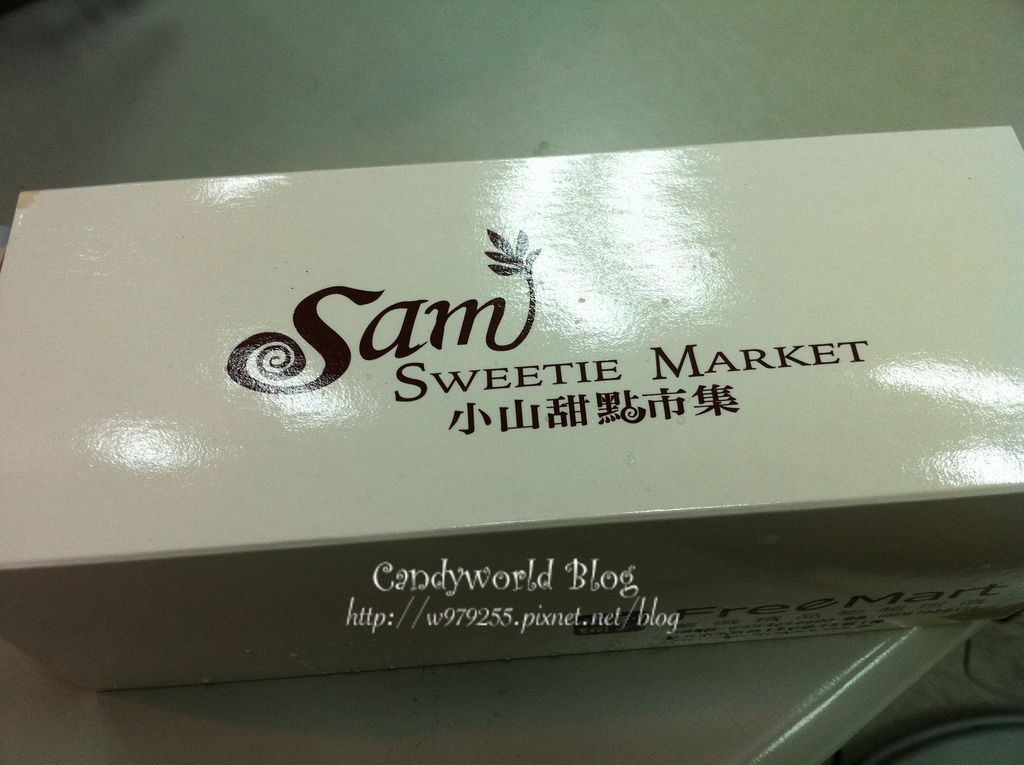 Sam
SWEETIE MARKET
小山甜點市集
Candyworld Blog
http://w979255.pixnet.net/blog
FreeMart